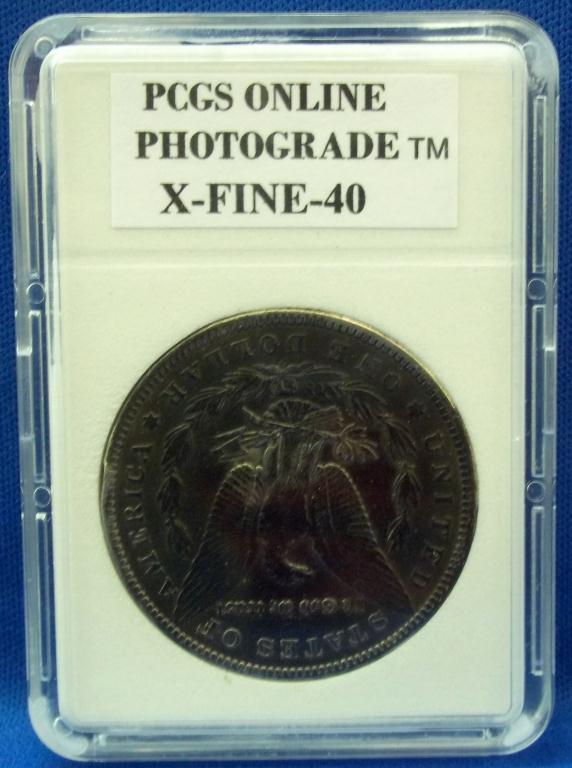 PCGS ONLINE
PHOTOGRADE TM
X-FINE-40
UNITED STATES OF AMERICA
ONE DOLLAR